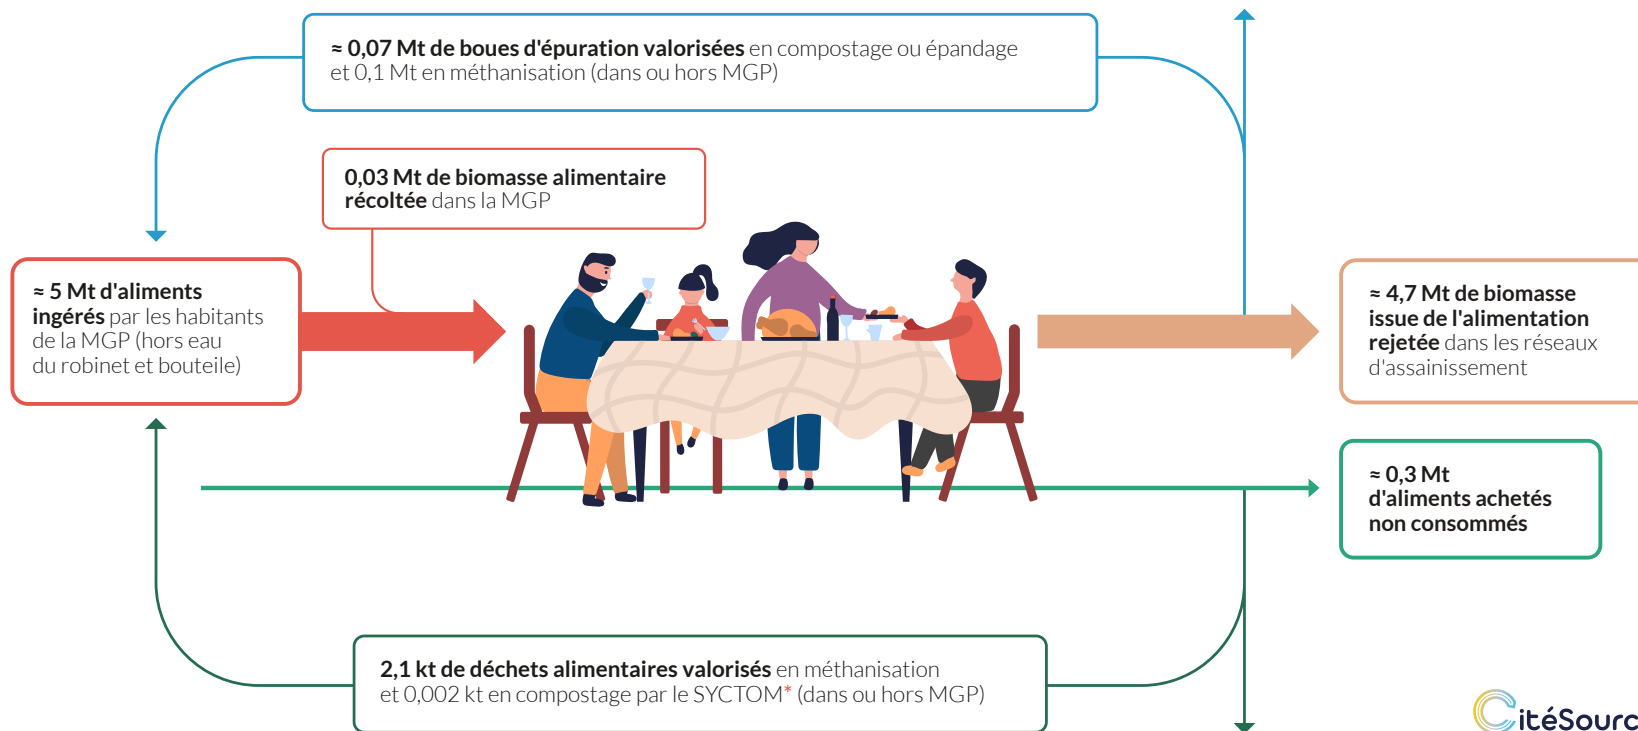 ≈ 0,07 Mt de boues d'épuration valorisées en compostage ou épandage
et 0,1 Mt en méthanisation (dans ou hors MGP)
0,03 Mt de biomasse alimentaire
récoltée dans la MGP
≈ 5 Mt d'aliments
ingérés par les habitants
de la MGP (hors eau
du robinet et bouteile)
≈ 4,7 Mt de biomasse
issue de l'alimentation
rejetée dans les réseaux
d'assainissement
≈ 0,3 Mt
d'aliments achetés
non consommés
2,1 kt de déchets alimentaires valorisés en méthanisation
et 0,002 kt en compostage par le SYCTOM* (dans ou hors MGP)
CitéSourc